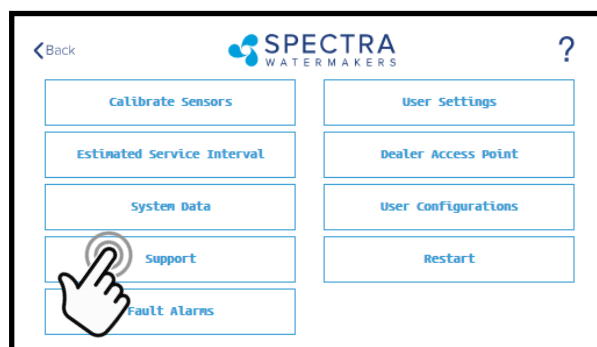 Back
SPECTRA
WATERMAKERS
?
Calibrate Sensors
User Settings
Estimated Service Interval
Dealer Access Point
System Data
User Configurations
Support
Restart
Fault Alarms